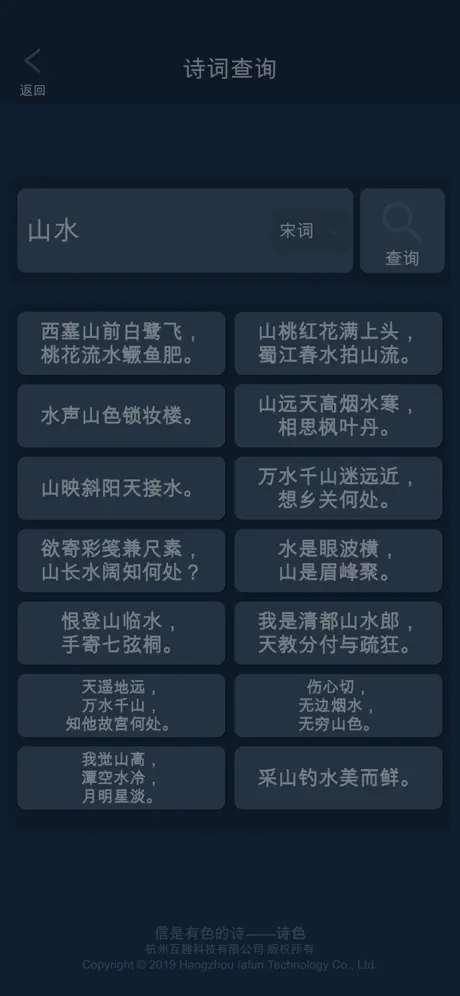 诗词查询
返回
山水
宋词
查询
西塞山前白鹭飞，
桃花流水鳜鱼肥。
山桃红花满上头，
蜀江春水拍山流。
水声山色锁妆楼。
山远天高烟水寒，
相思枫叶丹。
山映斜阳天接水。
万水千山迷远近，
想乡关何处。
欲寄彩笺兼尺素，
山长水阔知何处？
水是眼波横，
山是眉峰聚。
恨登山临水，
手寄七弦桐。
我是清都山水郎，
天教分付与疏狂。
天遥地远，
万水千山，
知他故宫何处。
伤心切，
无边烟水，
无穷山色。
我觉山高，
潭空水冷，
月明星淡。
采山钓水美而鲜。
信是有色的诗——诗色
杭州互趣科技有限公司 版权所有
Copyright © 2019 Hangzhou Iafun Technology Co., Ltd.